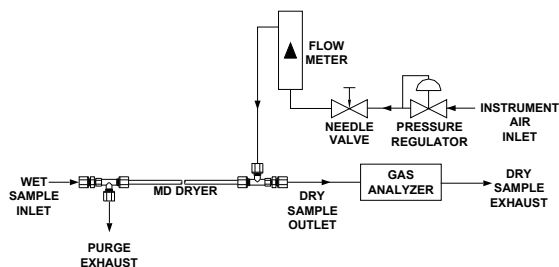 FLOW
METER
NEEDLE
VALVE
PRESSURE
REGULATOR
INSTRUMENT
AIR
INLET
WET
SAMPLE
INLET
MD DRYER
DRY
SAMPLE
OUTLET
GAS
ANALYZER
DRY
SAMPLE
EXHAUST
PURGE
EXHAUST